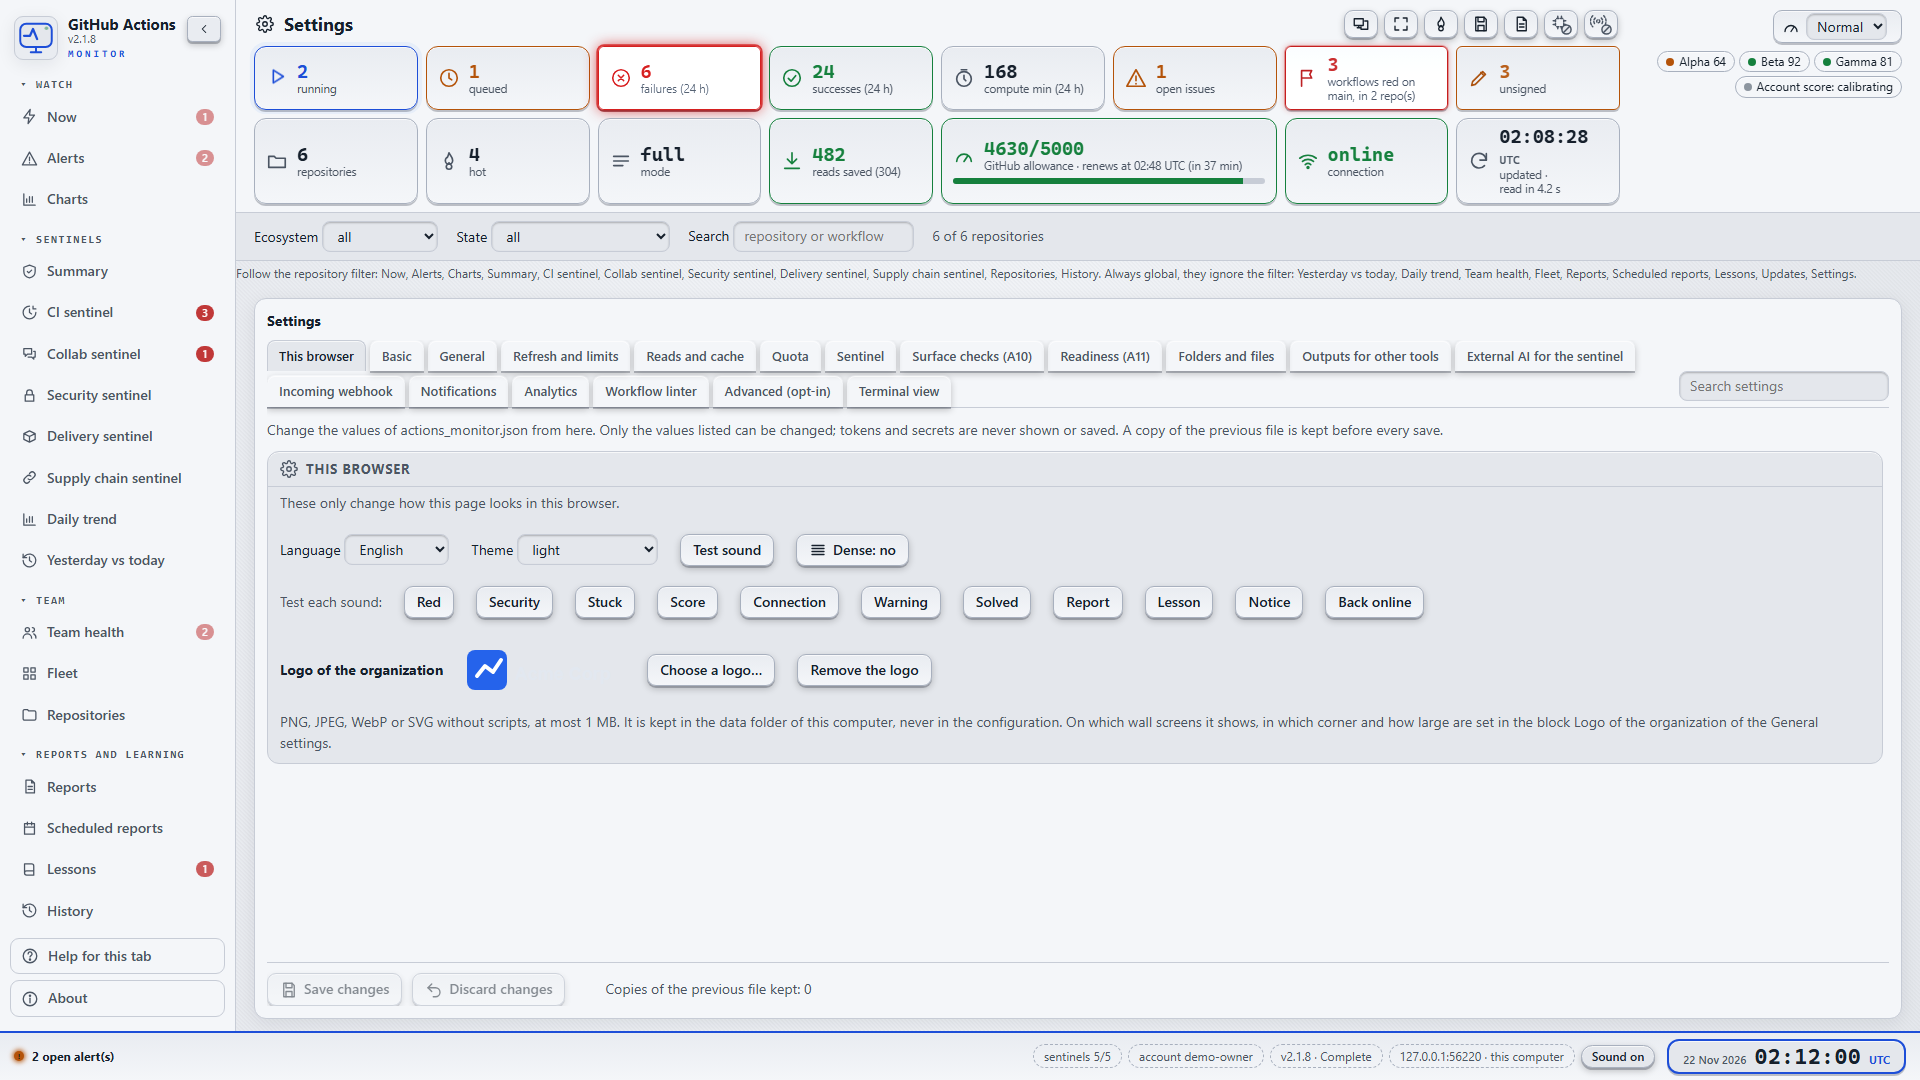 GitHub Actions
v2.1.8
MONITOR
WATCH
Now 1
Alerts 2
Charts
SENTINELS
Summary
CI sentinel 3
Collab sentinel 1
Security sentinel
Delivery sentinel
Supply chain sentinel
Daily trend
Yesterday vs today
TEAM
Team health 2
Fleet
Repositories
REPORTS AND LEARNING
Reports
Scheduled reports
Lessons 1
History
Help for this tab
About
Settings
Normal
Alpha 64 Beta 92 Gamma 81
Account score: calibrating
2 running
1 queued
6 failures (24 h)
24 successes (24 h)
168 compute min (24 h)
1 open issues
3 workflows red on main, in 2 repo(s)
3 unsigned
6 repositories
4 hot
full mode
482 reads saved (304)
4630/5000
GitHub allowance · renews at 02:48 UTC (in 37 min)
online connection
02:08:28 UTC
updated ·
read in 4.2 s
Ecosystem all State all Search repository or workflow 6 of 6 repositories
Follow the repository filter: Now, Alerts, Charts, Summary, CI sentinel, Collab sentinel, Security sentinel, Delivery sentinel, Supply chain sentinel, Repositories, History. Always global, they ignore the filter: Yesterday vs today, Daily trend, Team health, Fleet, Reports, Scheduled reports, Lessons, Updates, Settings.
Settings
This browser Basic General Refresh and limits Reads and cache Quota Sentinel Surface checks (A10) Readiness (A11) Folders and files Outputs for other tools External AI for the sentinel
Incoming webhook Notifications Analytics Workflow linter Advanced (opt-in) Terminal view Search settings
Change the values of actions_monitor.json from here. Only the values listed can be changed; tokens and secrets are never shown or saved. A copy of the previous file is kept before every save.
THIS BROWSER
These only change how this page looks in this browser.
Language English Theme light Test sound Dense: no
Test each sound: Red Security Stuck Score Connection Warning Solved Report Lesson Notice Back online
Logo of the organization Choose a logo... Remove the logo
PNG, JPEG, WebP or SVG without scripts, at most 1 MB. It is kept in the data folder of this computer, never in the configuration. On which wall screens it shows, in which corner and how large are set in the block Logo of the organization of the General
settings.
Save changes Discard changes Copies of the previous file kept: 0
2 open alert(s) sentinels 5/5 account demo-owner v2.1.8 · Complete 127.0.0.1:56220 · this computer Sound on 22 Nov 2026 02:12:00 UTC